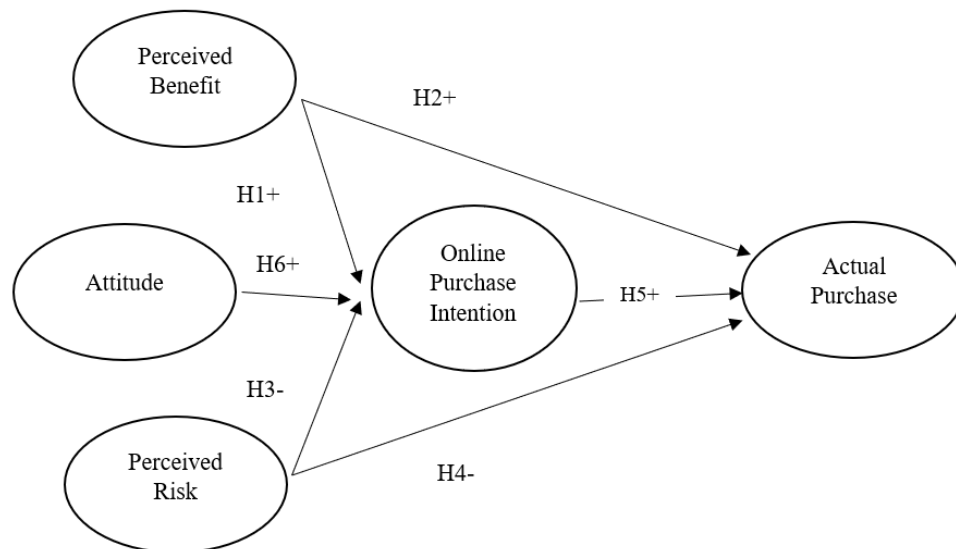 Perceived
Benefit
H2+
H1+
Attitude
H6+
Online
Purchase
Intention
H5+
Actual
Purchase
H3-
Perceived
Risk
H4-